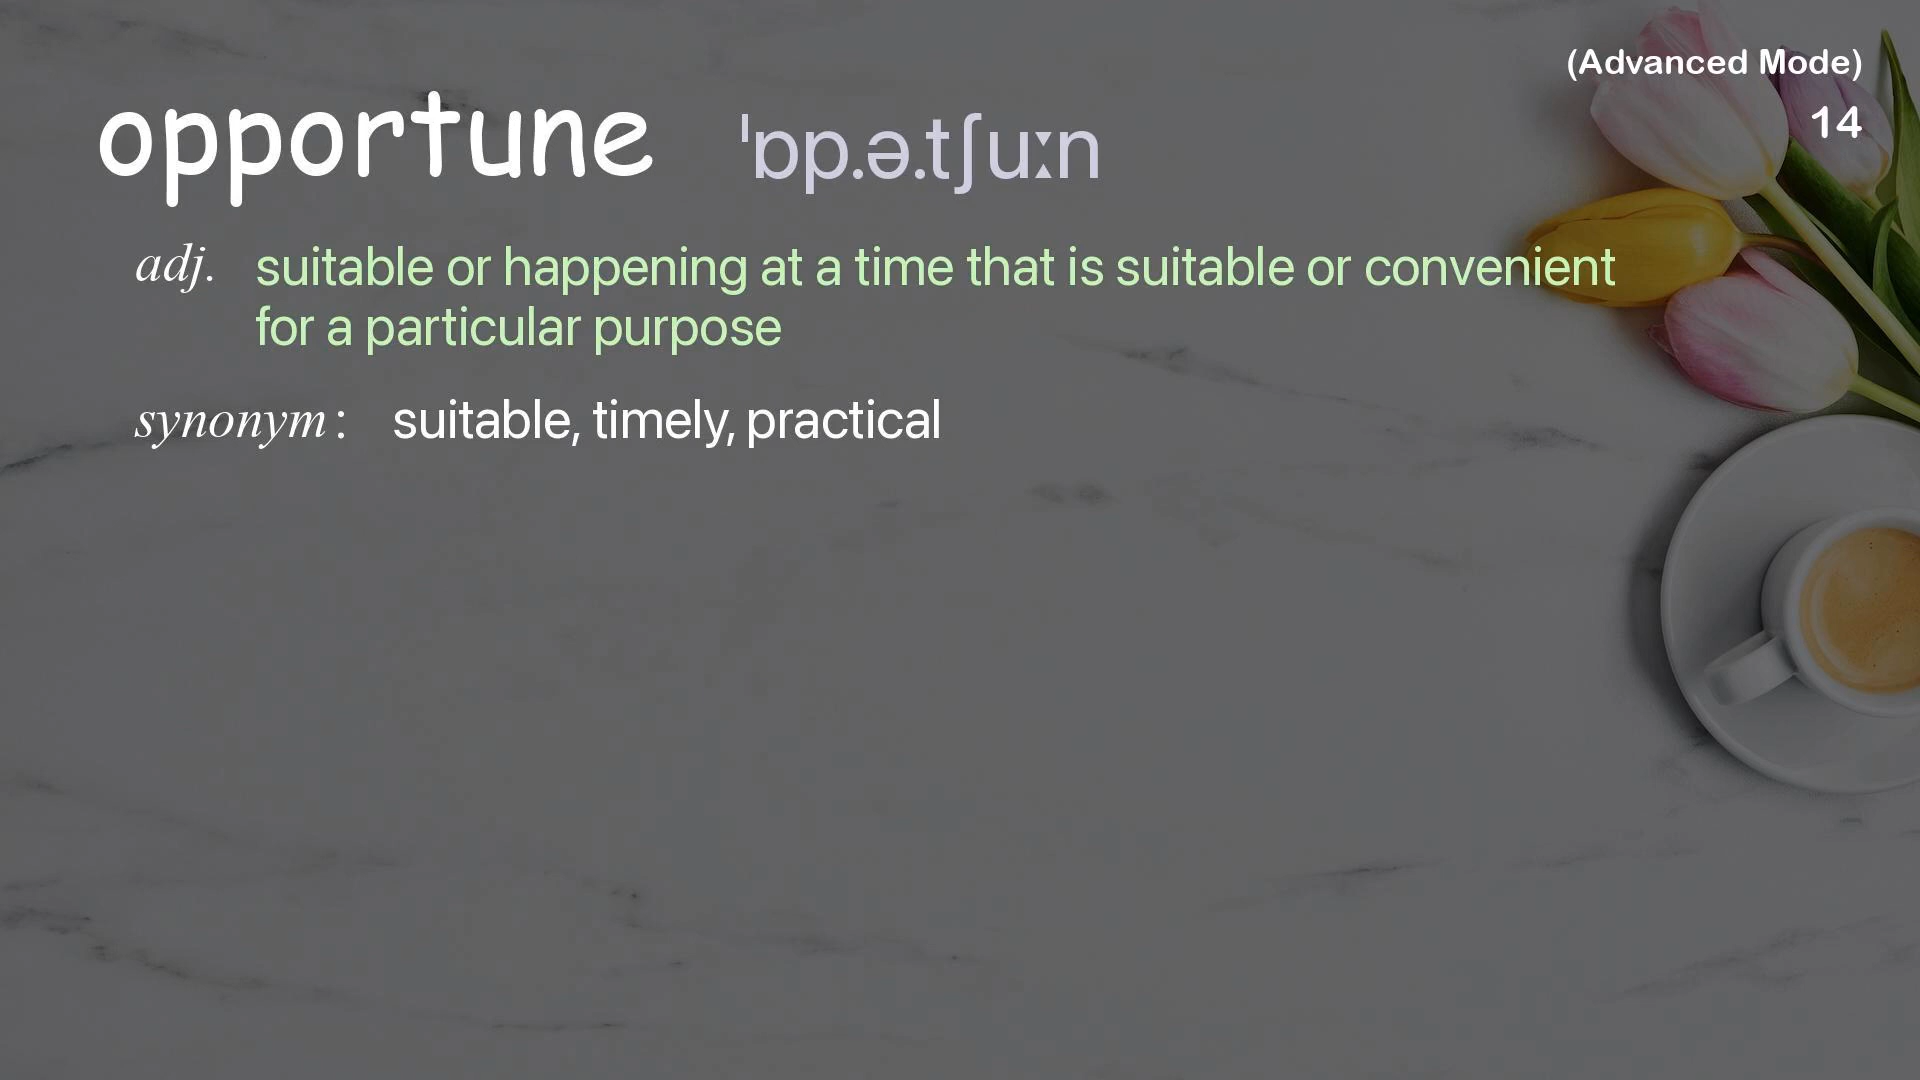 (Advanced Mode)
14
opportune ˈɒp.ə.tʃuːn
adj. suitable or happening at a time that is suitable or convenient
for a particular purpose
synonym : suitable, timely, practical